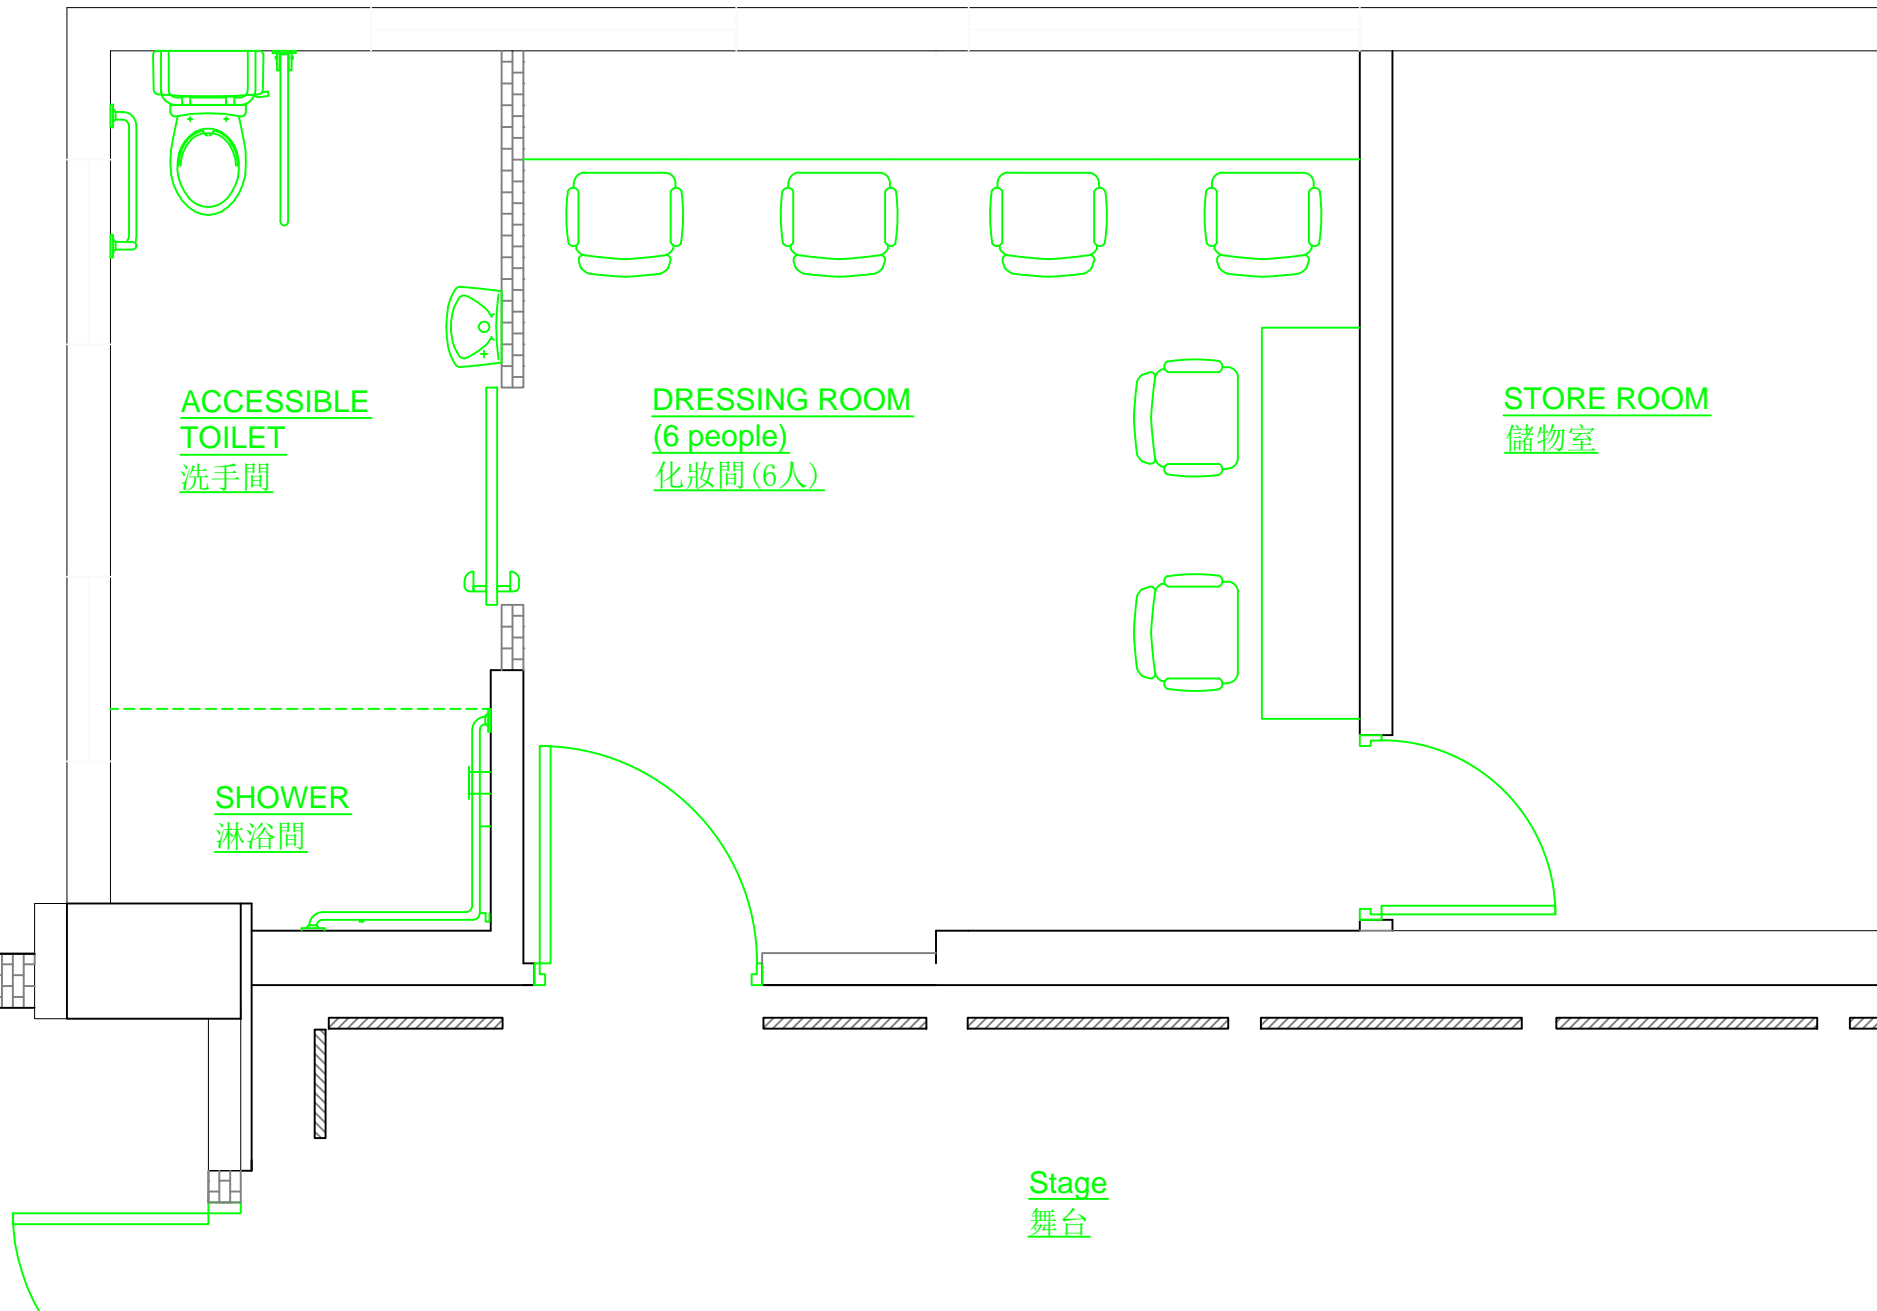 ACCESSIBLE
TOILET
洗手間
DRESSING ROOM
(6 people)
化妝間(6人)
STORE ROOM
儲物室
SHOWER
淋浴間
Stage
舞台